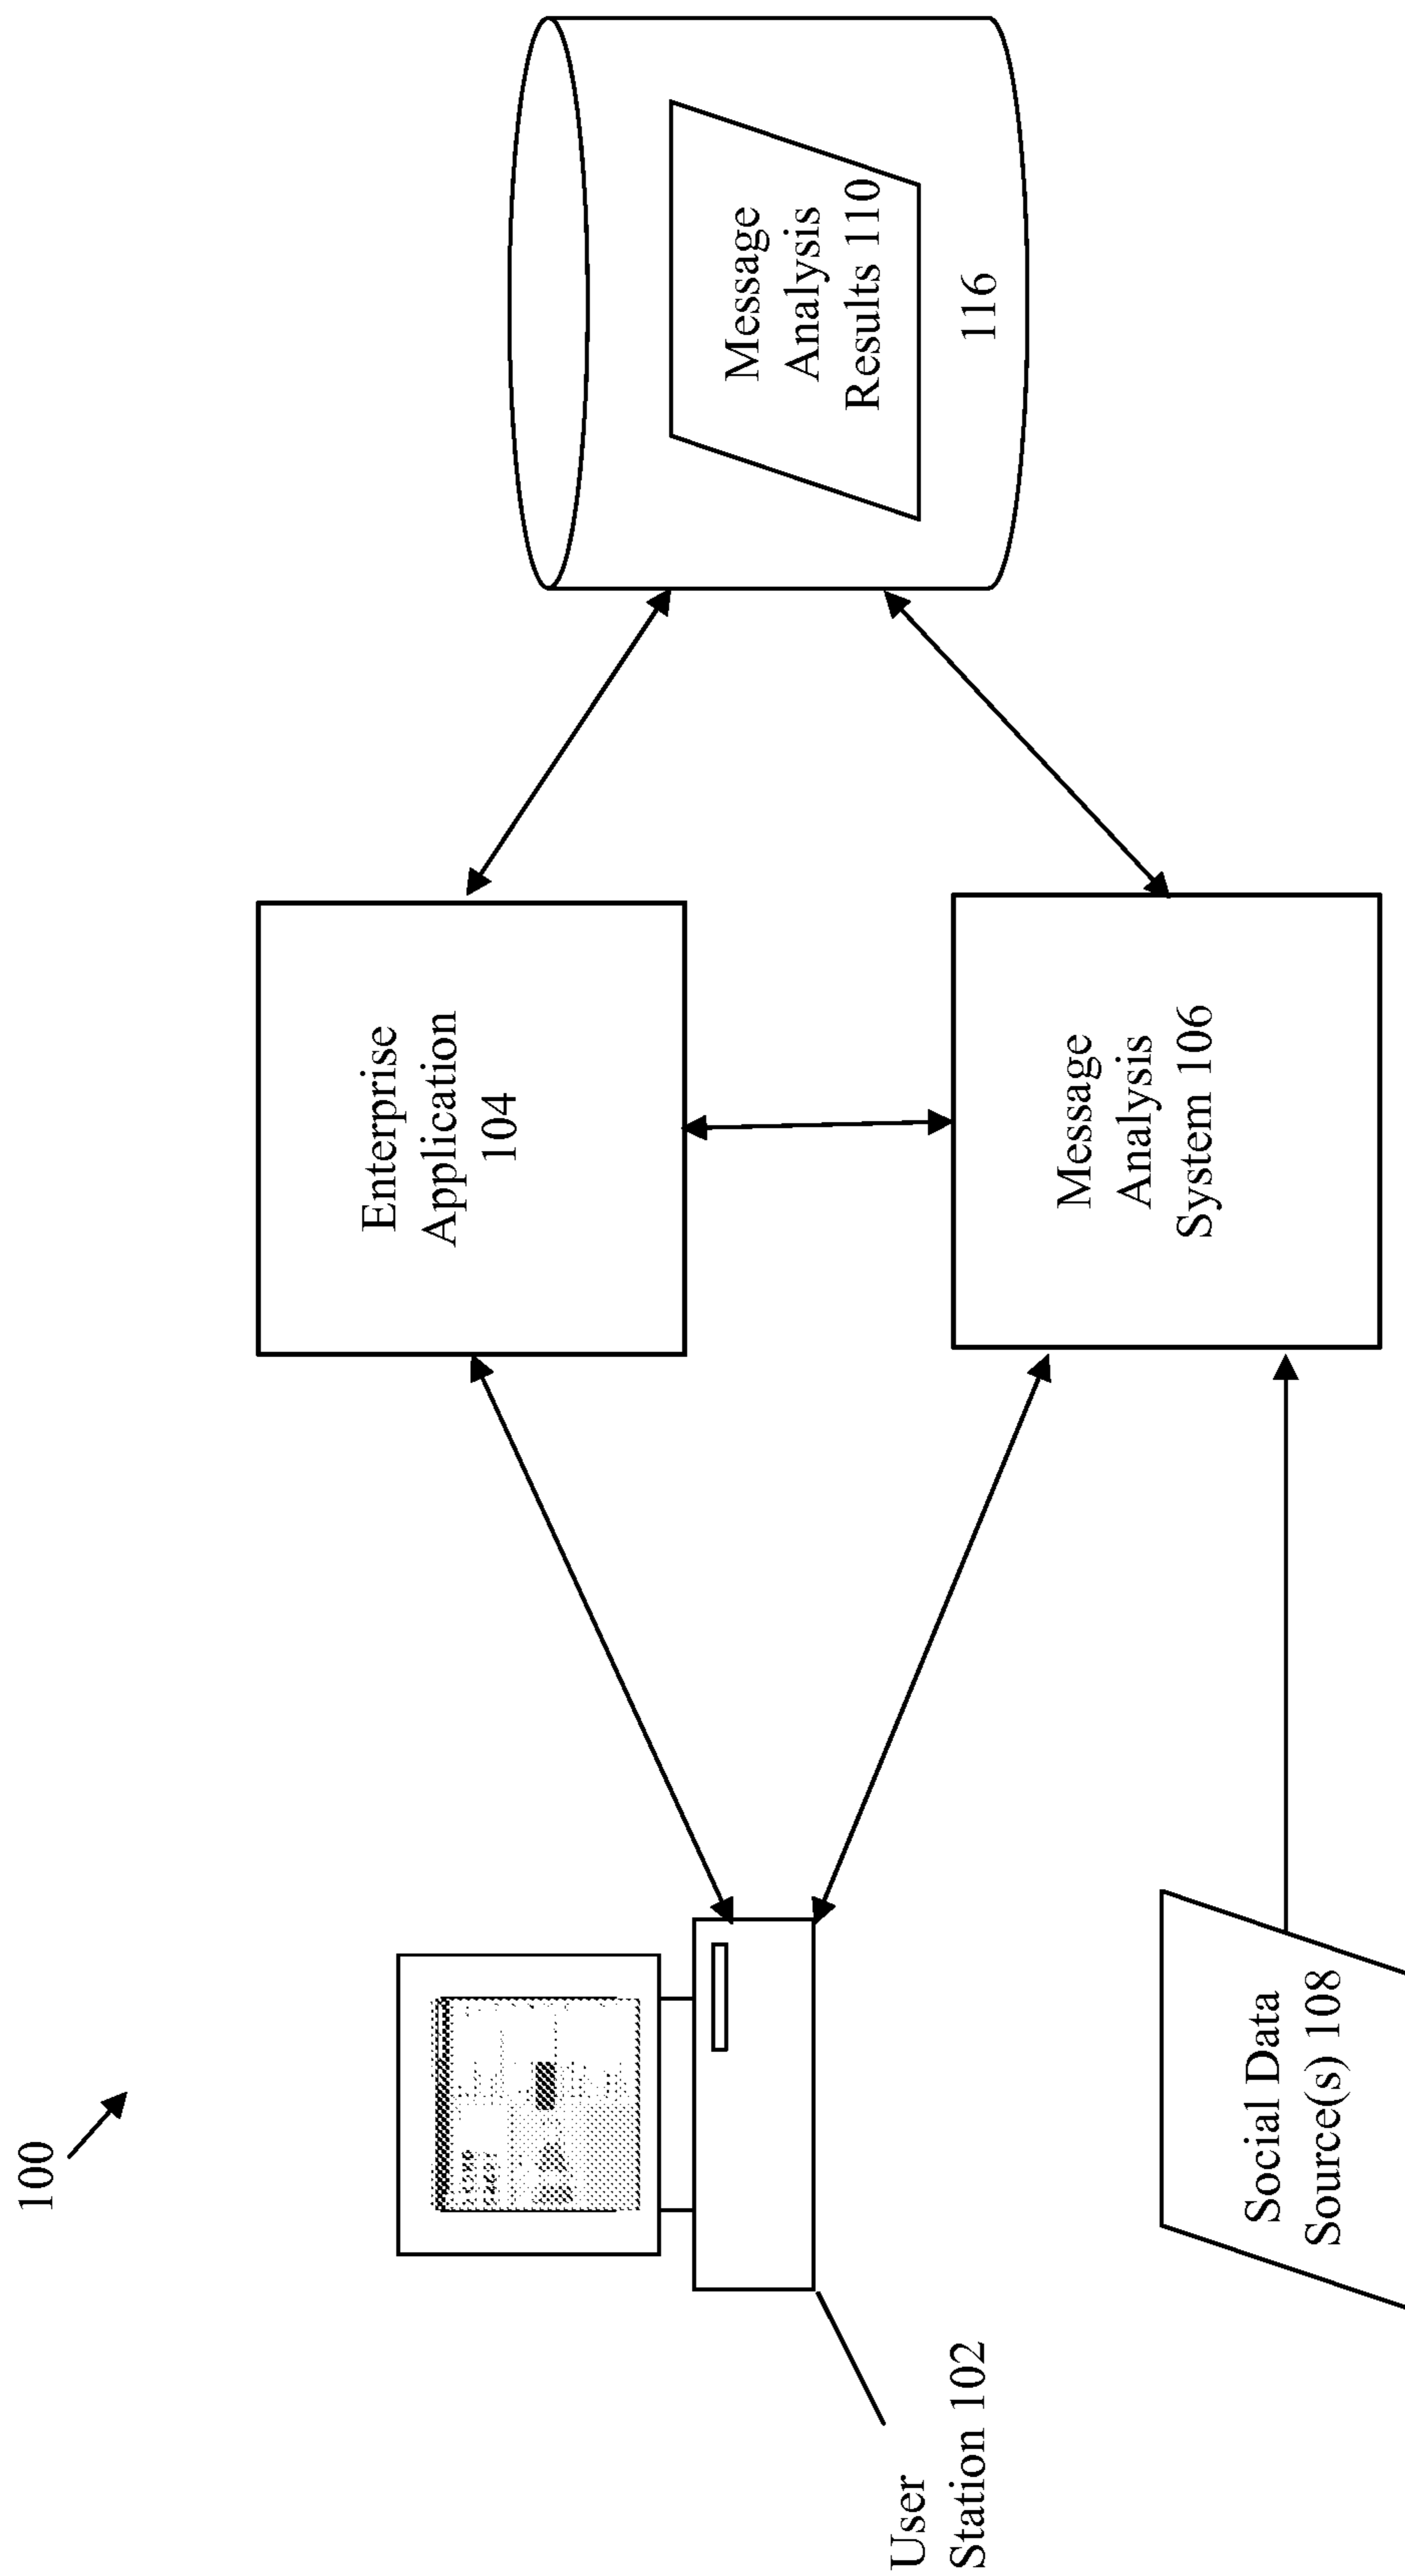 100
Enterprise
Application
104
Message
Analysis
Results 110
116
User
Station 102
Message
Analysis
System 106
Social Data
Source(s) 108